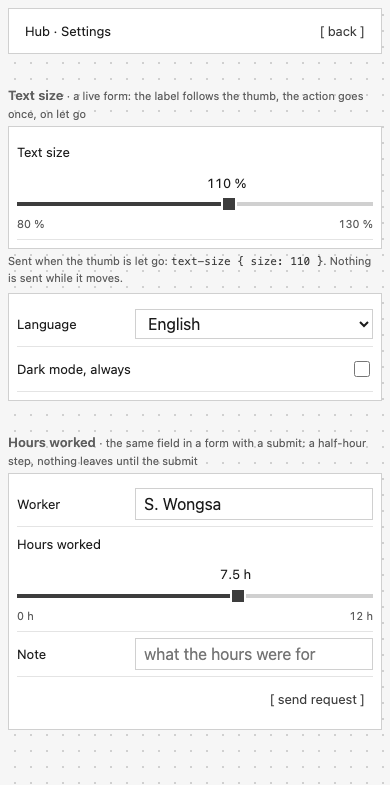 Hub · Settings [ back ]
Text size · a live form: the label follows the thumb, the action goes
once, on let go
Text size
110 %
80 % 130 %
Sent when the thumb is let go: text-size { size: 110 }. Nothing
is sent while it moves.
Language English
Dark mode, always
Hours worked · the same field in a form with a submit: a half-hour
step, nothing leaves until the submit
Worker S. Wongsa
Hours worked
7.5 h
0 h 12 h
Note what the hours were for
[ send request ]